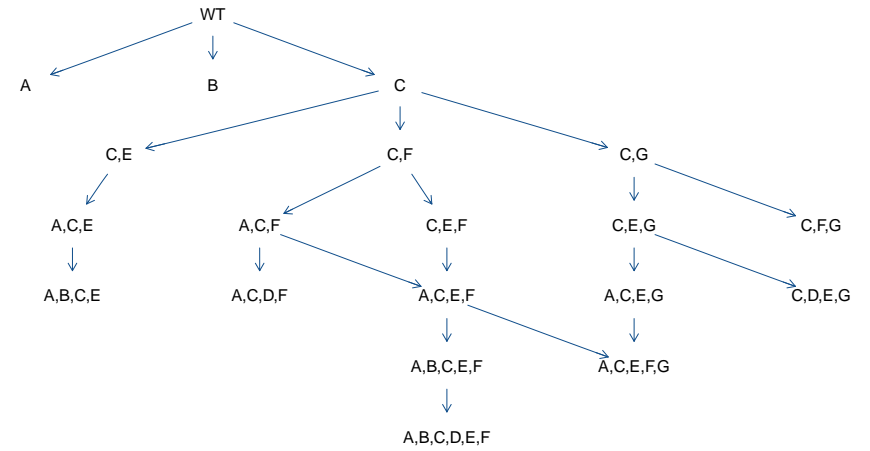 WT
A
B
C
C,E
C,F
C,G
A,C,E
A,C,F
C,E,F
C,E,G
C,F,G
A,B,C,E
A,C,D,F
A,C,E,F
A,C,E,G
C,D,E,G
A,B,C,E,F
A,C,E,F,G
A,B,C,D,E,F